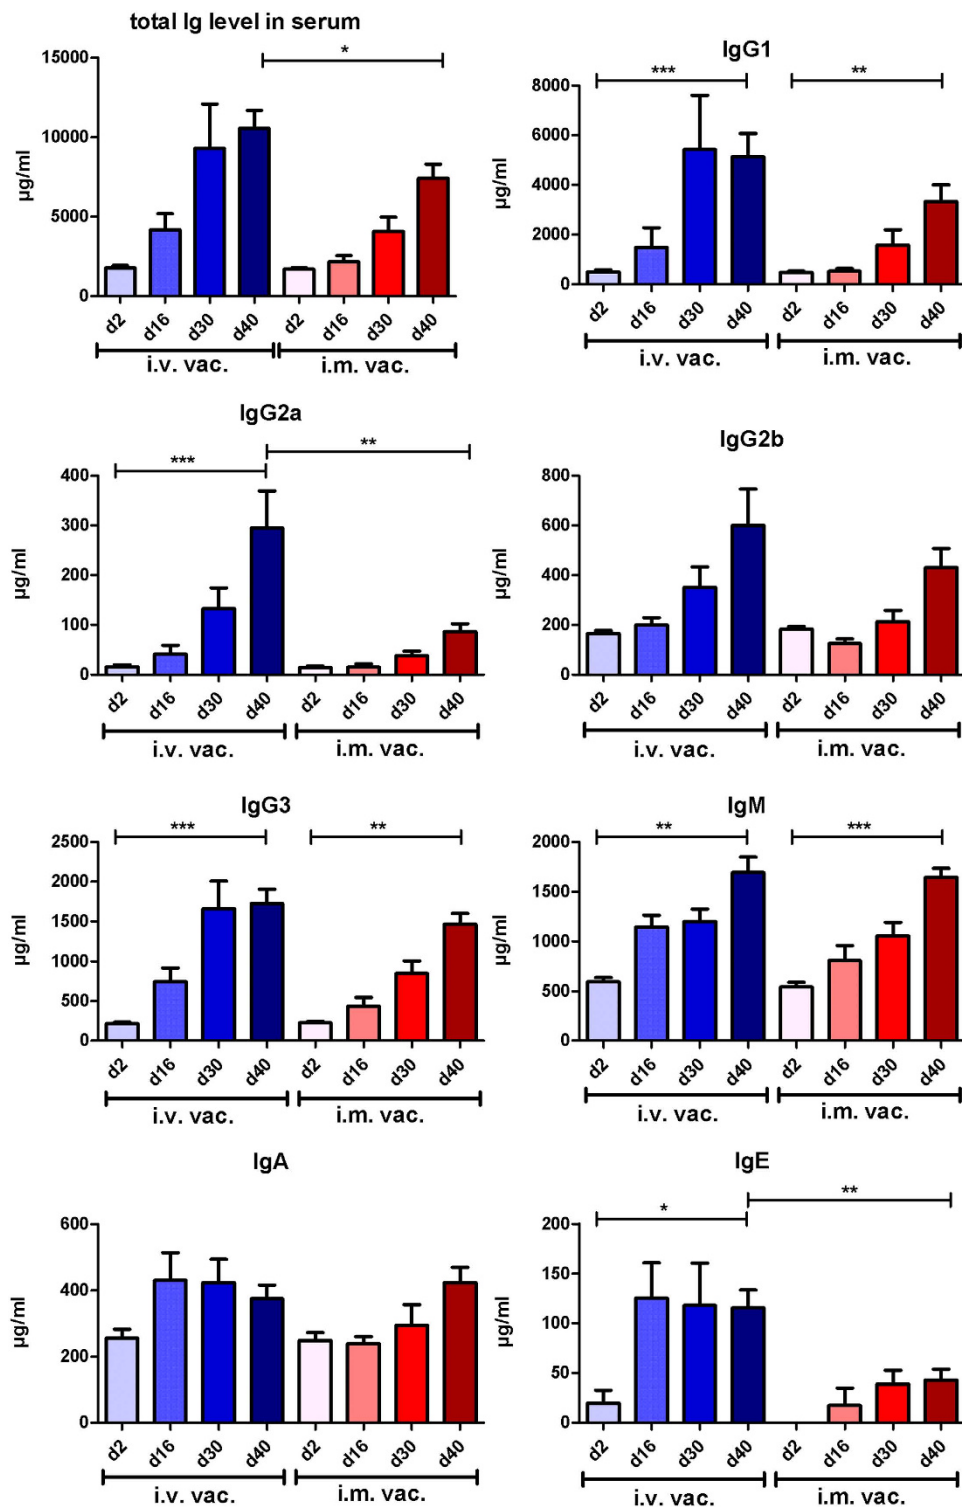 total Ig level in serum
15000
10000
5000
0
µg/ml
*
d2 d16 d30 d40 d2 d16 d30 d40
i.v. vac. i.m. vac.
IgG1
8000
6000
4000
2000
0
µg/ml
*** **
d2 d16 d30 d40 d2 d16 d30 d40
i.v. vac. i.m. vac.
IgG2a
400
300
200
100
0
µg/ml
*** **
d2 d16 d30 d40 d2 d16 d30 d40
i.v. vac. i.m. vac.
IgG2b
800
600
400
200
0
µg/ml
d2 d16 d30 d40 d2 d16 d30 d40
i.v. vac. i.m. vac.
IgG3
2500
2000
1500
1000
500
0
µg/ml
*** **
d2 d16 d30 d40 d2 d16 d30 d40
i.v. vac. i.m. vac.
IgM
2000
1500
1000
500
0
µg/ml
** ***
d2 d16 d30 d40 d2 d16 d30 d40
i.v. vac. i.m. vac.
IgA
600
400
200
0
µg/ml
d2 d16 d30 d40 d2 d16 d30 d40
i.v. vac. i.m. vac.
IgE
200
150
100
50
0
µg/ml
* **
d2 d16 d30 d40 d2 d16 d30 d40
i.v. vac. i.m. vac.